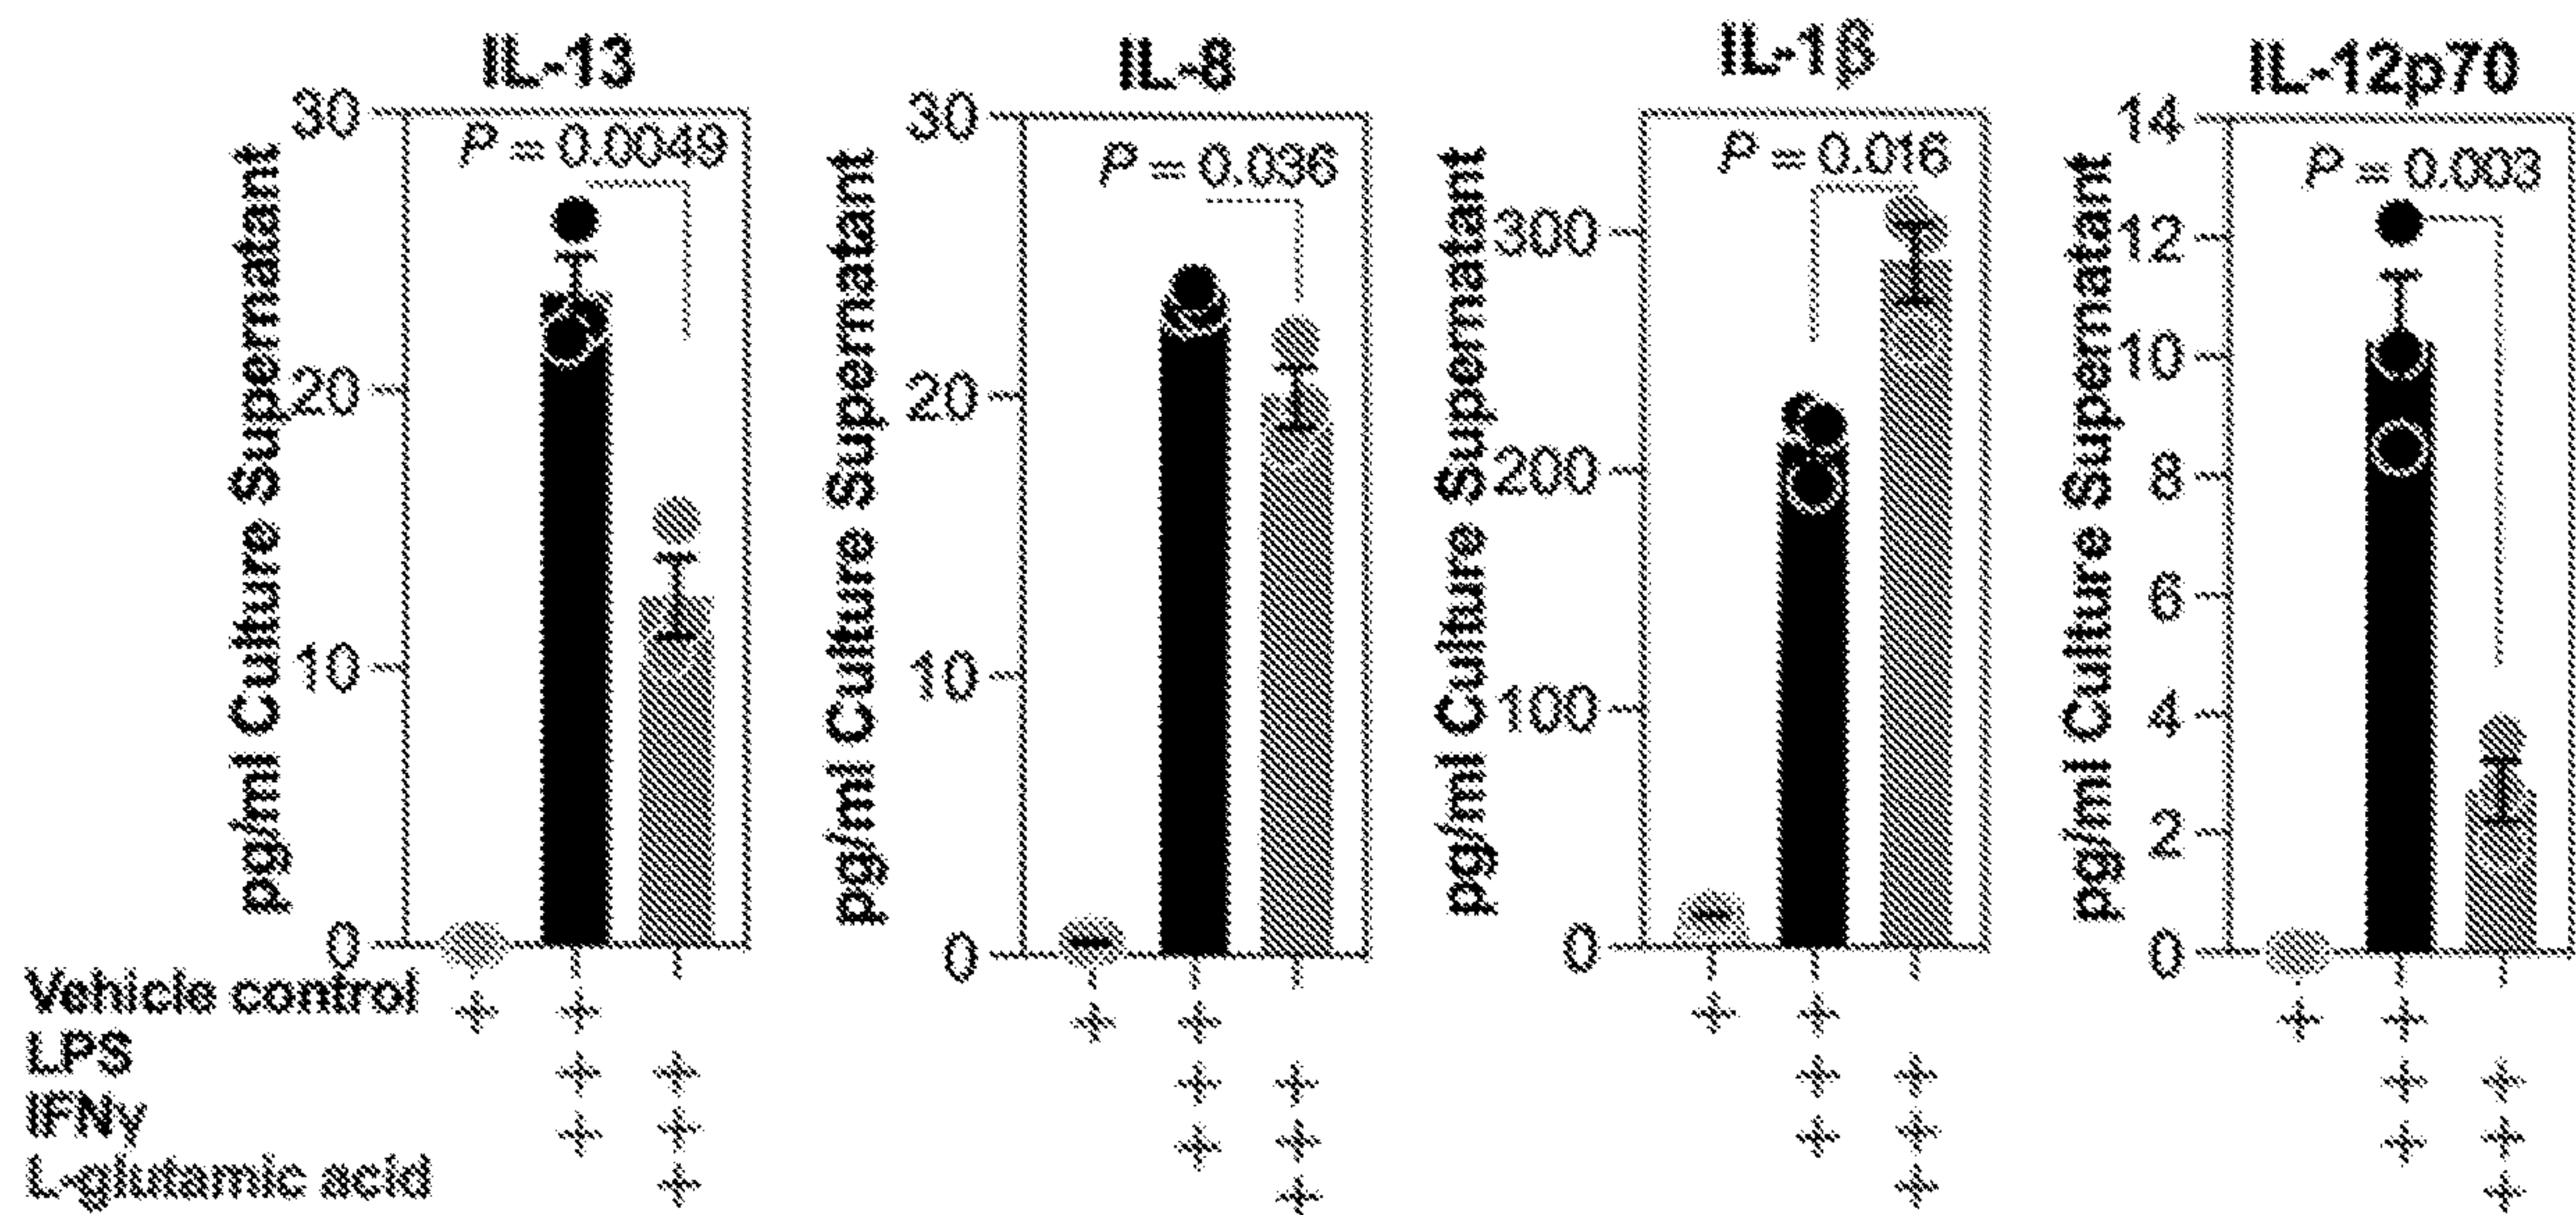 IL-13
pg/ml Culture Supernatant
30
20
10
0
P = 0.0049
IL-8
pg/ml Culture Supernatant
30
20
10
0
P = 0.036
IL-1β
pg/ml Culture Supernatant
300
200
100
0
P = 0.016
IL-12p70
pg/ml Culture Supernatant
14
12
10
8
6
4
2
0
P = 0.003
Vehicle control + + + + + + + +
LPS + + + + + + + +
IFNγ + + + + + + + +
L-glutamic acid + + + +